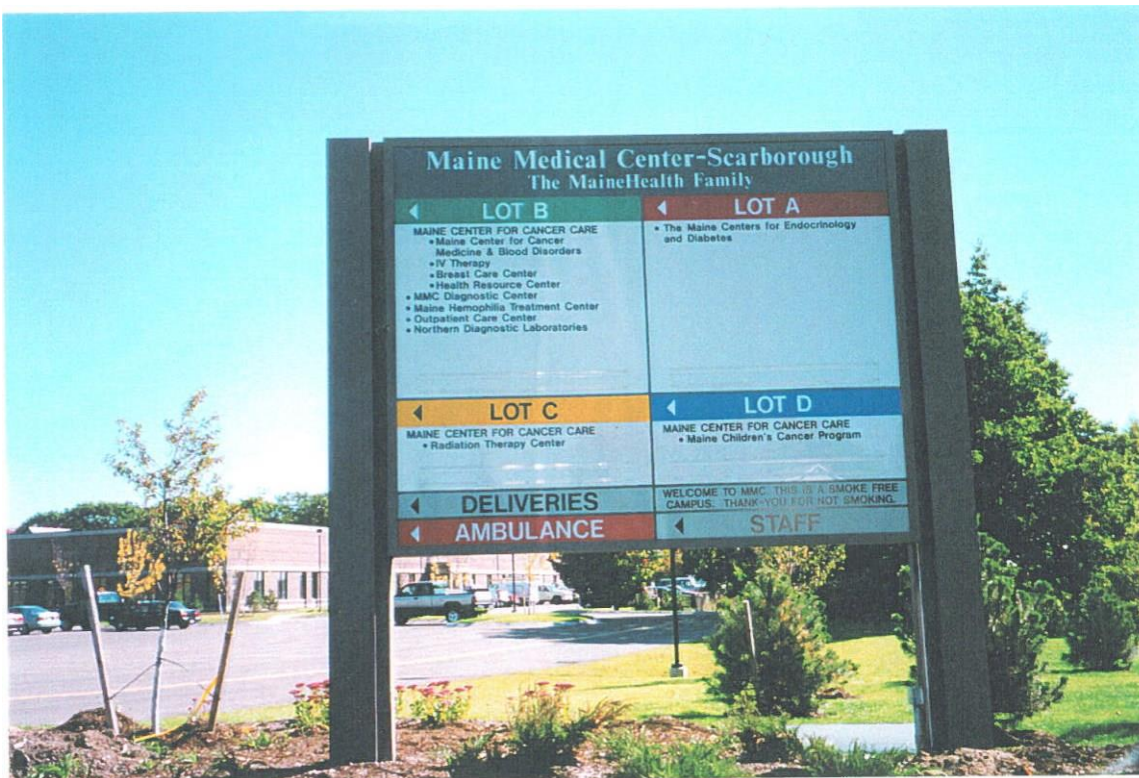 Maine Medical Center-Scarborough
The MaineHealth Family
LOT B
MAINE CENTER FOR CANCER CARE
• Maine Center for Cancer
Medicine & Blood Disorders
• IV Therapy
• Breast Care Center
• Health Resource Center
• MMC Diagnostic Center
• Maine Hemophilia Treatment Center
• Outpatient Care Center
• Northern Diagnostic Laboratories
LOT A
• The Maine Centers for Endocrinology
and Diabetes
LOT C
MAINE CENTER FOR CANCER CARE
• Radiation Therapy Center
LOT D
MAINE CENTER FOR CANCER CARE
• Maine Children's Cancer Program
DELIVERIES
AMBULANCE
WELCOME TO MMC. THIS IS A SMOKE FREE
CAMPUS. THANK-YOU FOR NOT SMOKING.
STAFF